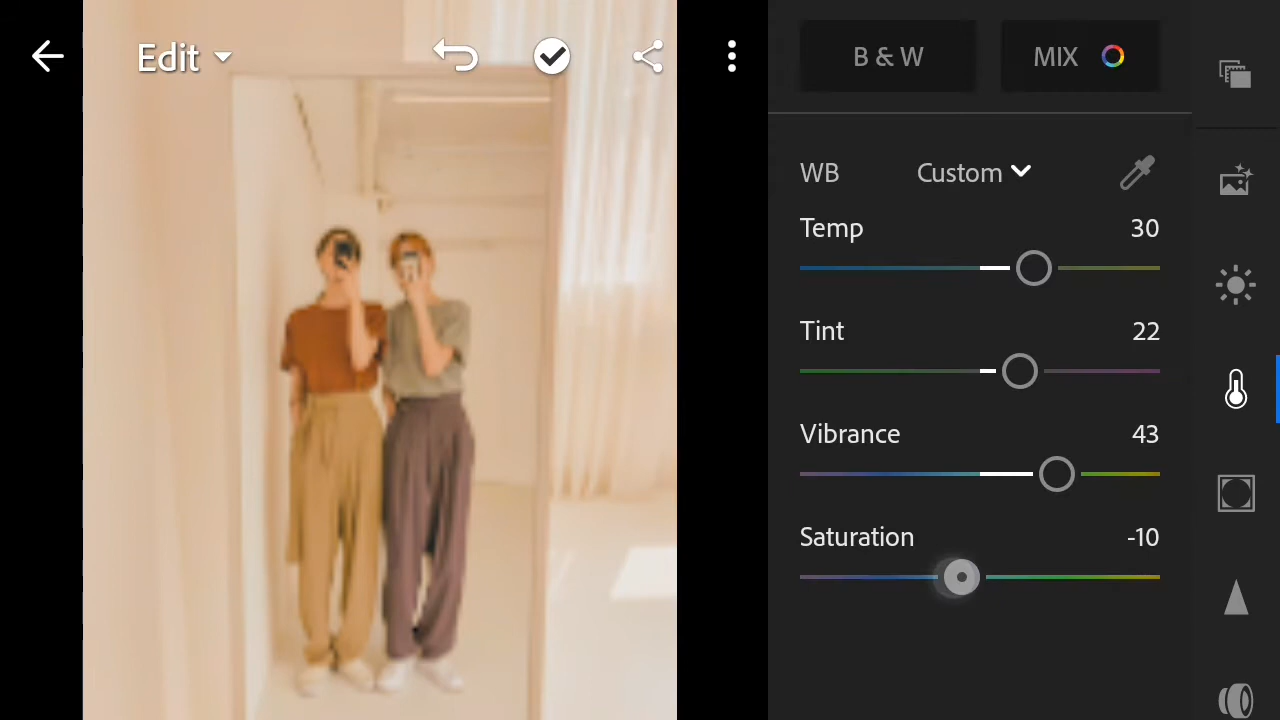 Edit
B & W
MIX
WB
Custom
Temp
30
Tint
22
Vibrance
43
Saturation
-10